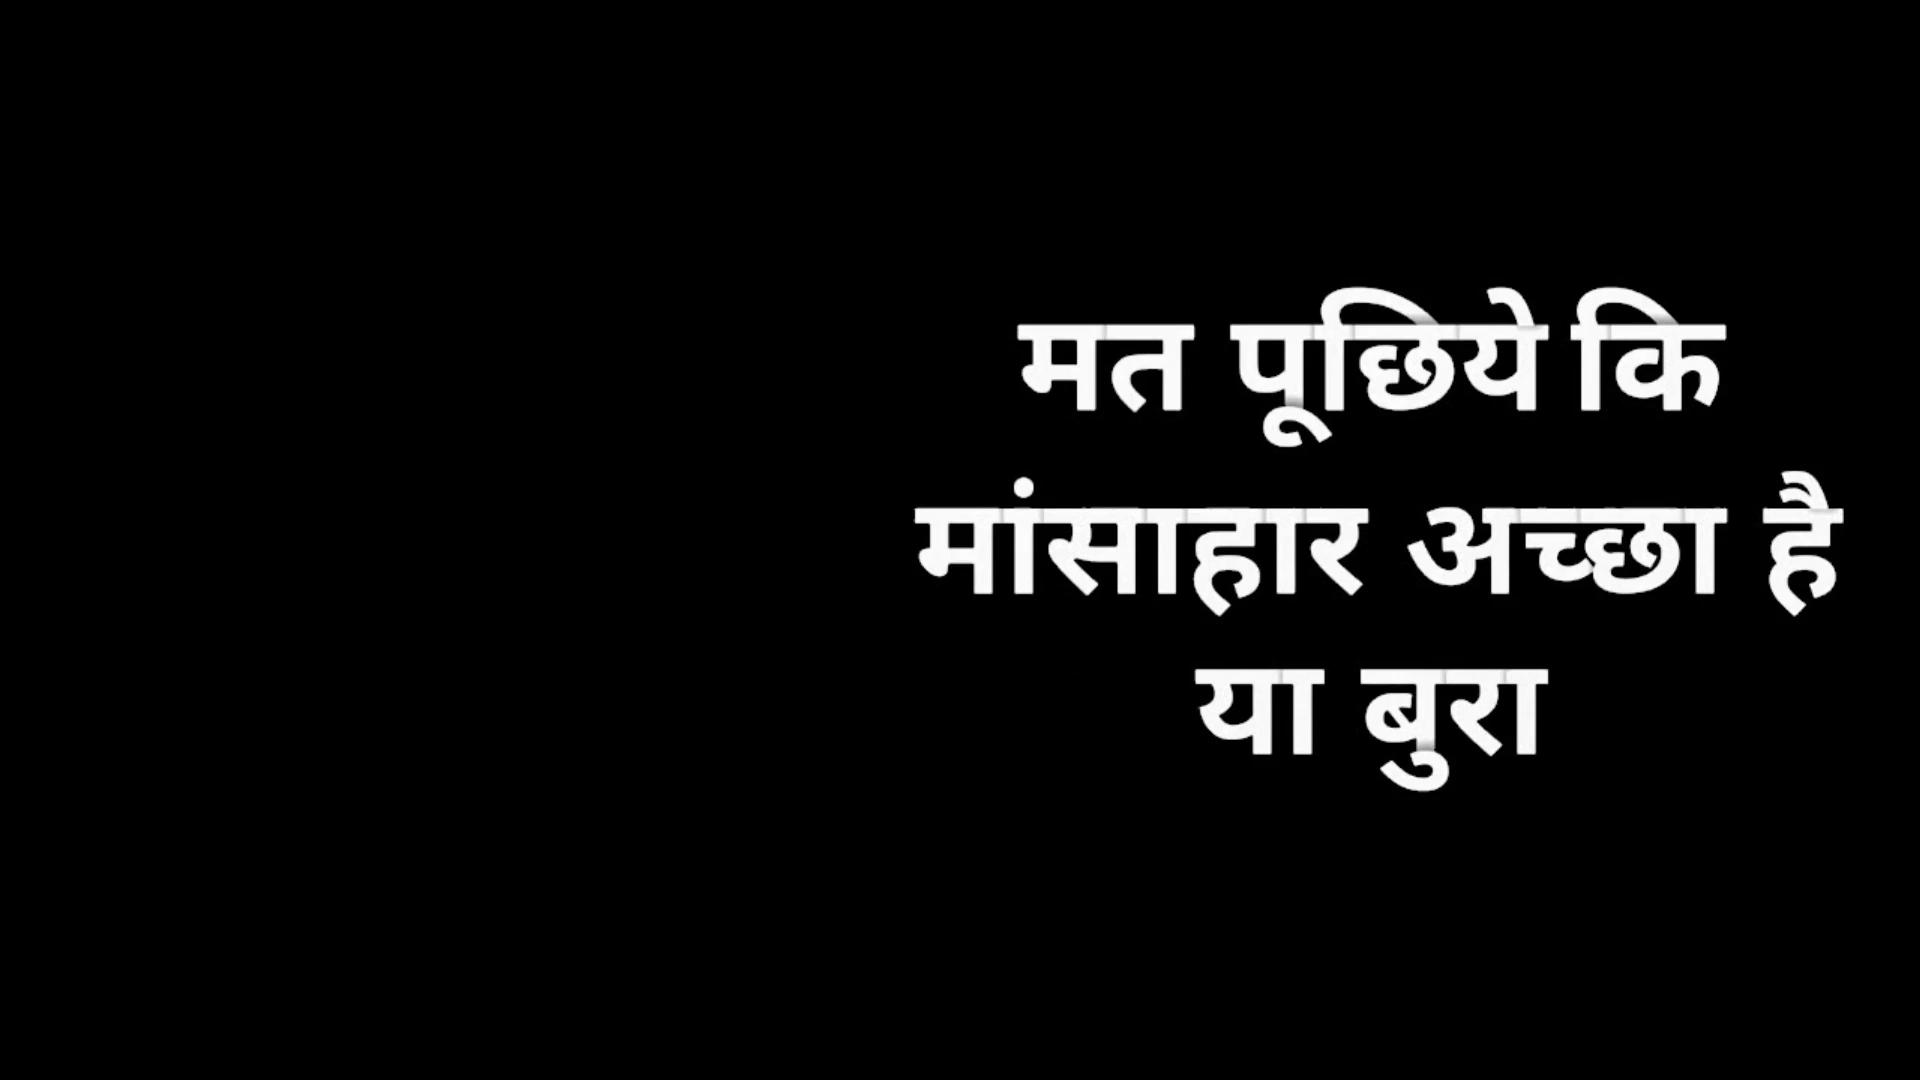 मत पूछिये कि
मांसाहार अच्छा है
या बुरा